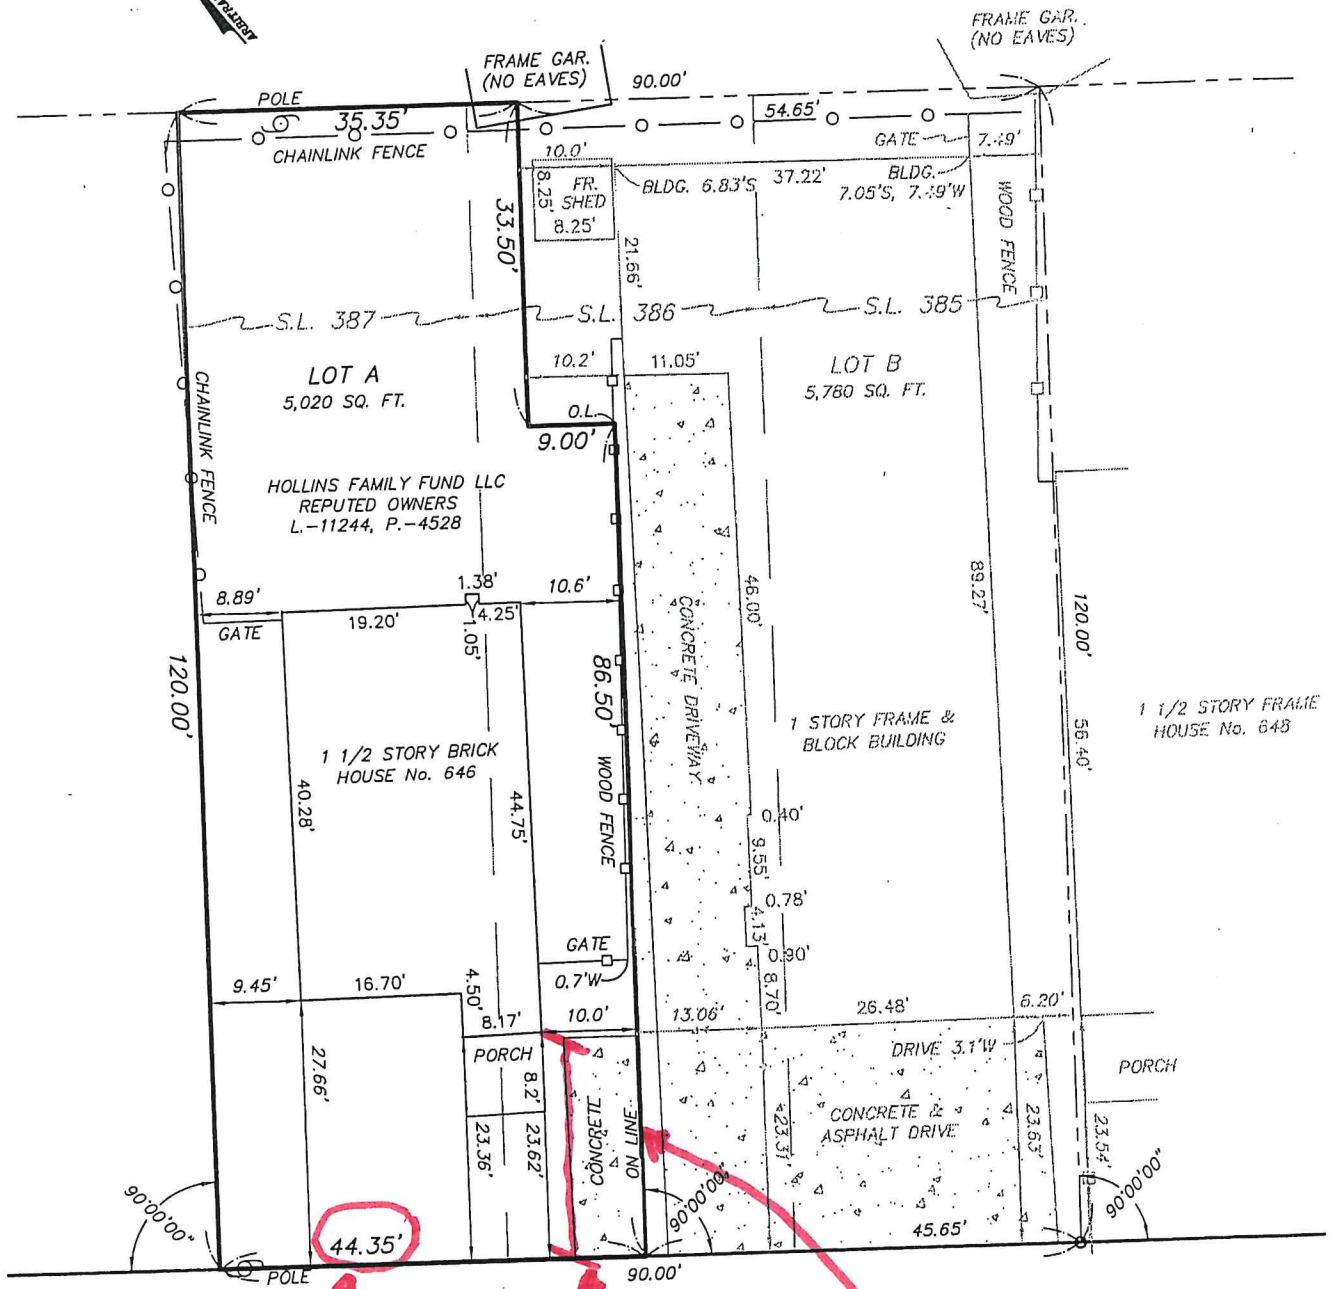 FRAME GAR.
(NO EAVES)
FRAME GAR.
(NO EAVES)
90.00'
POLE
35.35'
54.65'
CHAINLINK FENCE
GATE
7.49'
10.0'
BLDG. 6.83'S
37.22'
BLDG.
7.05'S, 7.49'W
8.25'
FR.
SHED
8.25'
WOOD FENCE
33.50'
21.66'
S.L. 387
S.L. 386
S.L. 385
10.2'
11.05'
LOT A
5,020 SQ. FT.
LOT B
5,780 SQ. FT.
CHAINLINK FENCE
O.L.
9.00'
HOLLINS FAMILY FUND LLC
REPUTED OWNERS
L.-11244, P.-4528
8.89'
1.38'
10.6'
19.20'
4.25'
GATE
1.05'
46.00'
89.27'
120.00'
CONCRETE DRIVEWAY
120.00'
86.50'
1 1/2 STORY BRICK
HOUSE No. 646
1 STORY FRAME &
BLOCK BUILDING
1 1/2 STORY FRAME
HOUSE No. 648
56.40'
40.28'
44.75'
WOOD FENCE
0.40'
9.55'
0.78'
4.13'
0.90'
GATE
0.7'W
8.70'
9.45'
16.70'
4.50'
8.17'
10.0'
13.06'
26.48'
6.20'
PORCH
DRIVE 3.1'W
PORCH
27.66'
8.2'
CONCRETE &
ASPHALT DRIVE
23.36'
23.62'
CONCRETE
ON LINE
23.31'
23.63'
23.54'
90°00'00"
90°00'00"
90°00'00"
44.35'
45.65'
POLE
90.00'